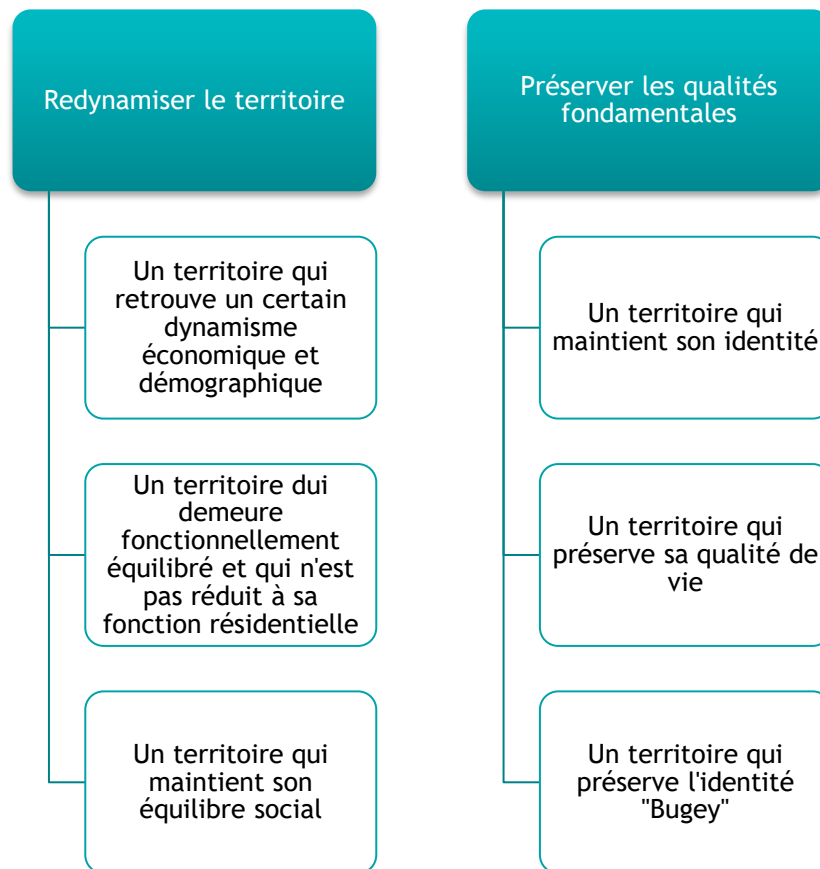 Redynamiser le territoire
Un territoire qui
retrouve un certain
dynamisme
économique et
démographique
Un territoire dui
demeure
fonctionnellement
équilibré et qui n'est
pas réduit à sa
fonction résidentielle
Un territoire qui
maintient son
équilibre social
Préserver les qualités
fondamentales
Un territoire qui
maintient son identité
Un territoire qui
préserve sa qualité de
vie
Un territoire qui
préserve l'identité
"Bugey"